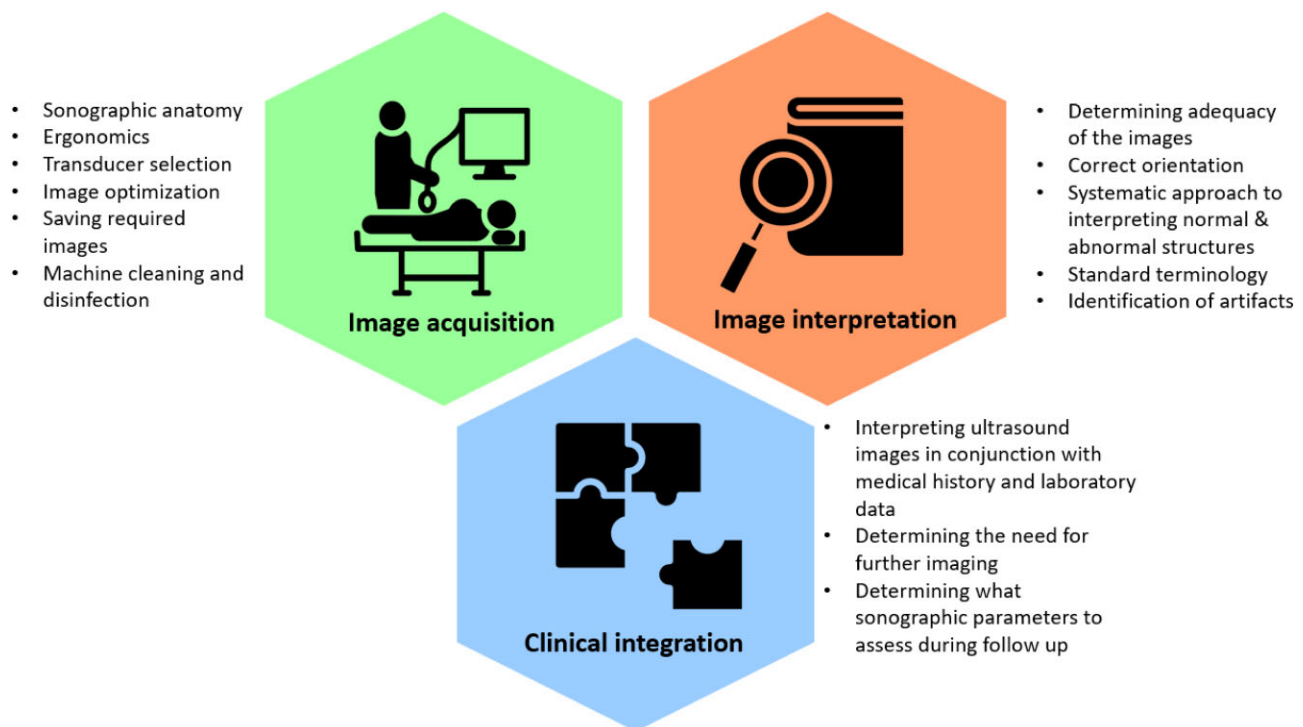 • Sonographic anatomy
• Ergonomics
• Transducer selection
• Image optimization
• Saving required
images
• Machine cleaning and
disinfection
Image acquisition
Image interpretation
• Determining adequacy
of the images
• Correct orientation
• Systematic approach to
interpreting normal &
abnormal structures
• Standard terminology
• Identification of artifacts
Clinical integration
• Interpreting ultrasound
images in conjunction with
medical history and laboratory
data
• Determining the need for
further imaging
• Determining what
sonographic parameters to
assess during follow up